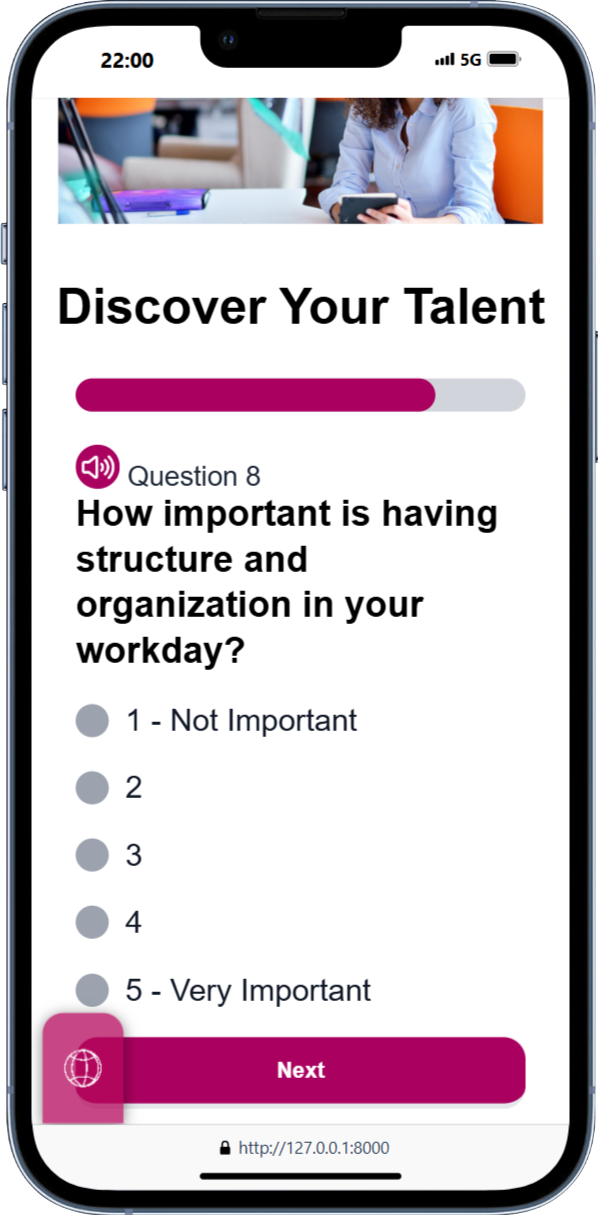 22:00
5G
Discover Your Talent
Question 8
How important is having
structure and
organization in your
workday?
1 - Not Important
2
3
4
5 - Very Important
Next
http://127.0.0.1:8000